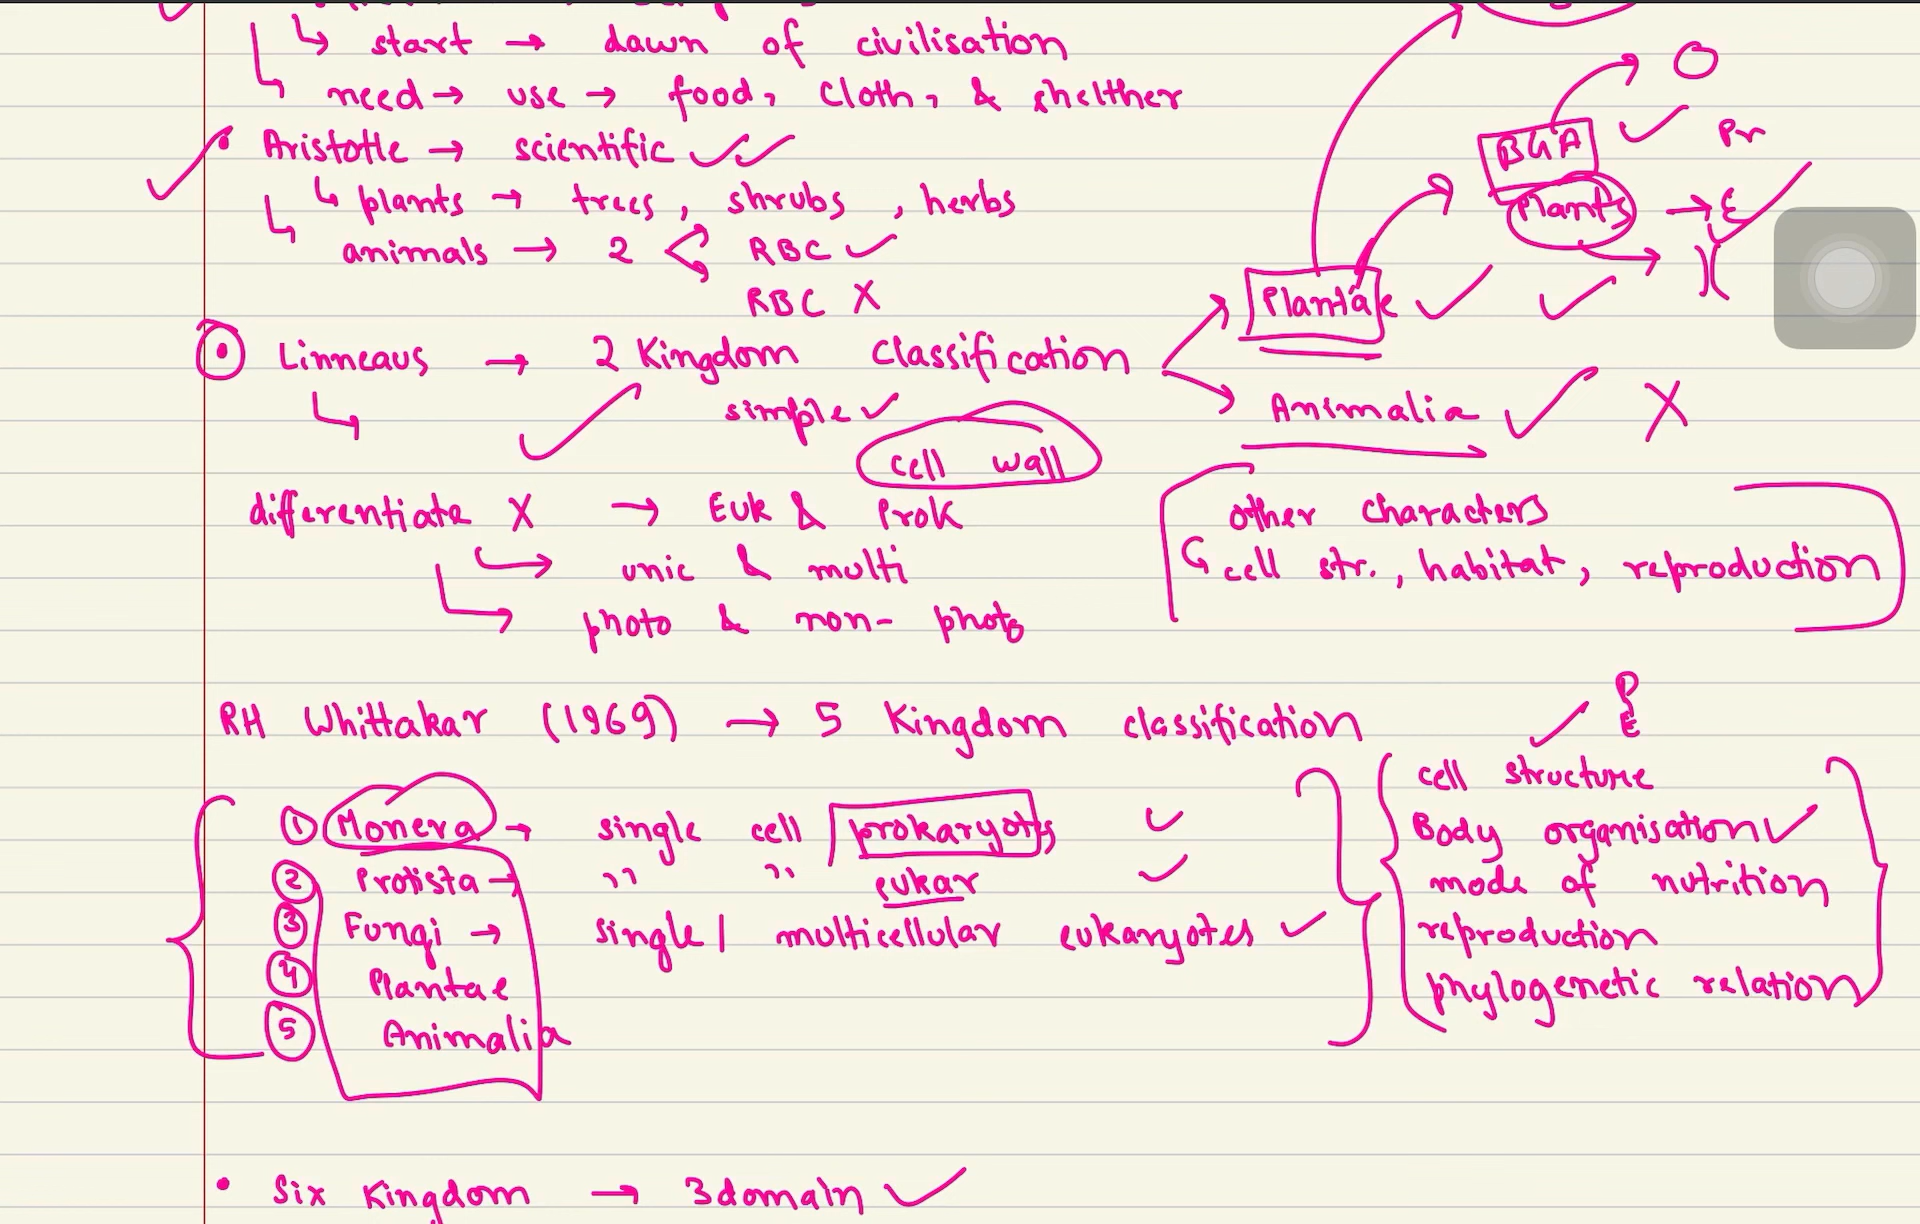 start → dawn of civilisation
need → use → food, cloth, & shelther
• Aristotle → scientific ✓✓
plants → trees, shrubs, herbs
animals → 2 < RBC ✓
RBC X
BGA ✓ Pr
Plants → E
Plantae ✓ ✓
• Linneaus → 2 Kingdom Classification
simple ✓
Animalia ✓ X
cell wall
differentiate X → Euk & Prok
unic & multi
photo & non- photo
other characters
cell str., habitat, reproduction
RH Whittakar (1969) → 5 Kingdom classification
P
E
① Monera → single cell prokaryotes ✓
② Protista → " " eukar ✓
③ Fungi → single/ multicellular eukaryotes ✓
④ Plantae
⑤ Animalia
cell structure
Body organisation ✓
mode of nutrition
reproduction
phylogenetic relation
• Six Kingdom → 3 domain ✓